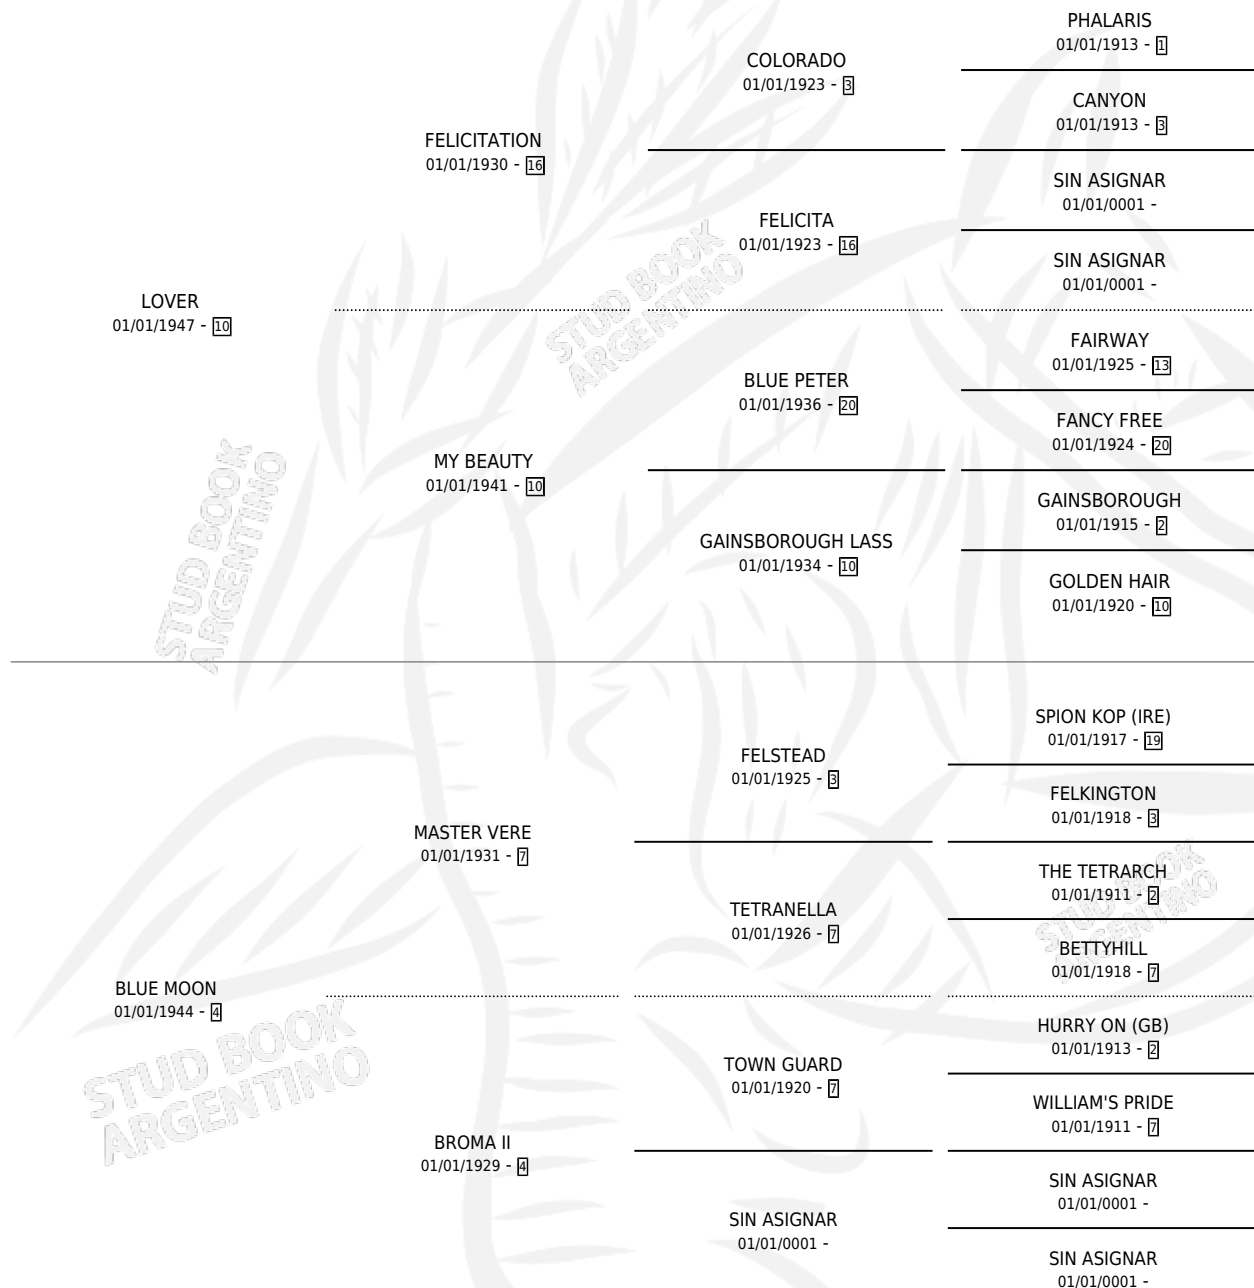 PHALARIS
01/01/1913 - 1
COLORADO
01/01/1923 - 3
CANYON
01/01/1913 - 3
FELICITATION
01/01/1930 - 16
SIN ASIGNAR
01/01/0001 -
FELICITA
01/01/1923 - 16
SIN ASIGNAR
01/01/0001 -
LOVER
01/01/1947 - 10
FAIRWAY
01/01/1925 - 13
BLUE PETER
01/01/1936 - 20
FANCY FREE
01/01/1924 - 20
MY BEAUTY
01/01/1941 - 10
GAINSBOROUGH
01/01/1915 - 2
GAINSBOROUGH LASS
01/01/1934 - 10
GOLDEN HAIR
01/01/1920 - 10
SPION KOP (IRE)
01/01/1917 - 19
FELSTEAD
01/01/1925 - 3
FELKINGTON
01/01/1918 - 3
MASTER VERE
01/01/1931 - 7
THE TETRARCH
01/01/1911 - 2
TETRANELLA
01/01/1926 - 7
BETTYHILL
01/01/1918 - 7
BLUE MOON
01/01/1944 - 4
HURRY ON (GB)
01/01/1913 - 2
TOWN GUARD
01/01/1920 - 7
WILLIAM'S PRIDE
01/01/1911 - 7
BROMA II
01/01/1929 - 4
SIN ASIGNAR
01/01/0001 -
SIN ASIGNAR
01/01/0001 -
SIN ASIGNAR
01/01/0001 -
STUD BOOK
ARGENTINO
STUD BOOK
ARGENTINO
STUD BOOK
ARGENTINO
STUD BOOK
ARGENTINO